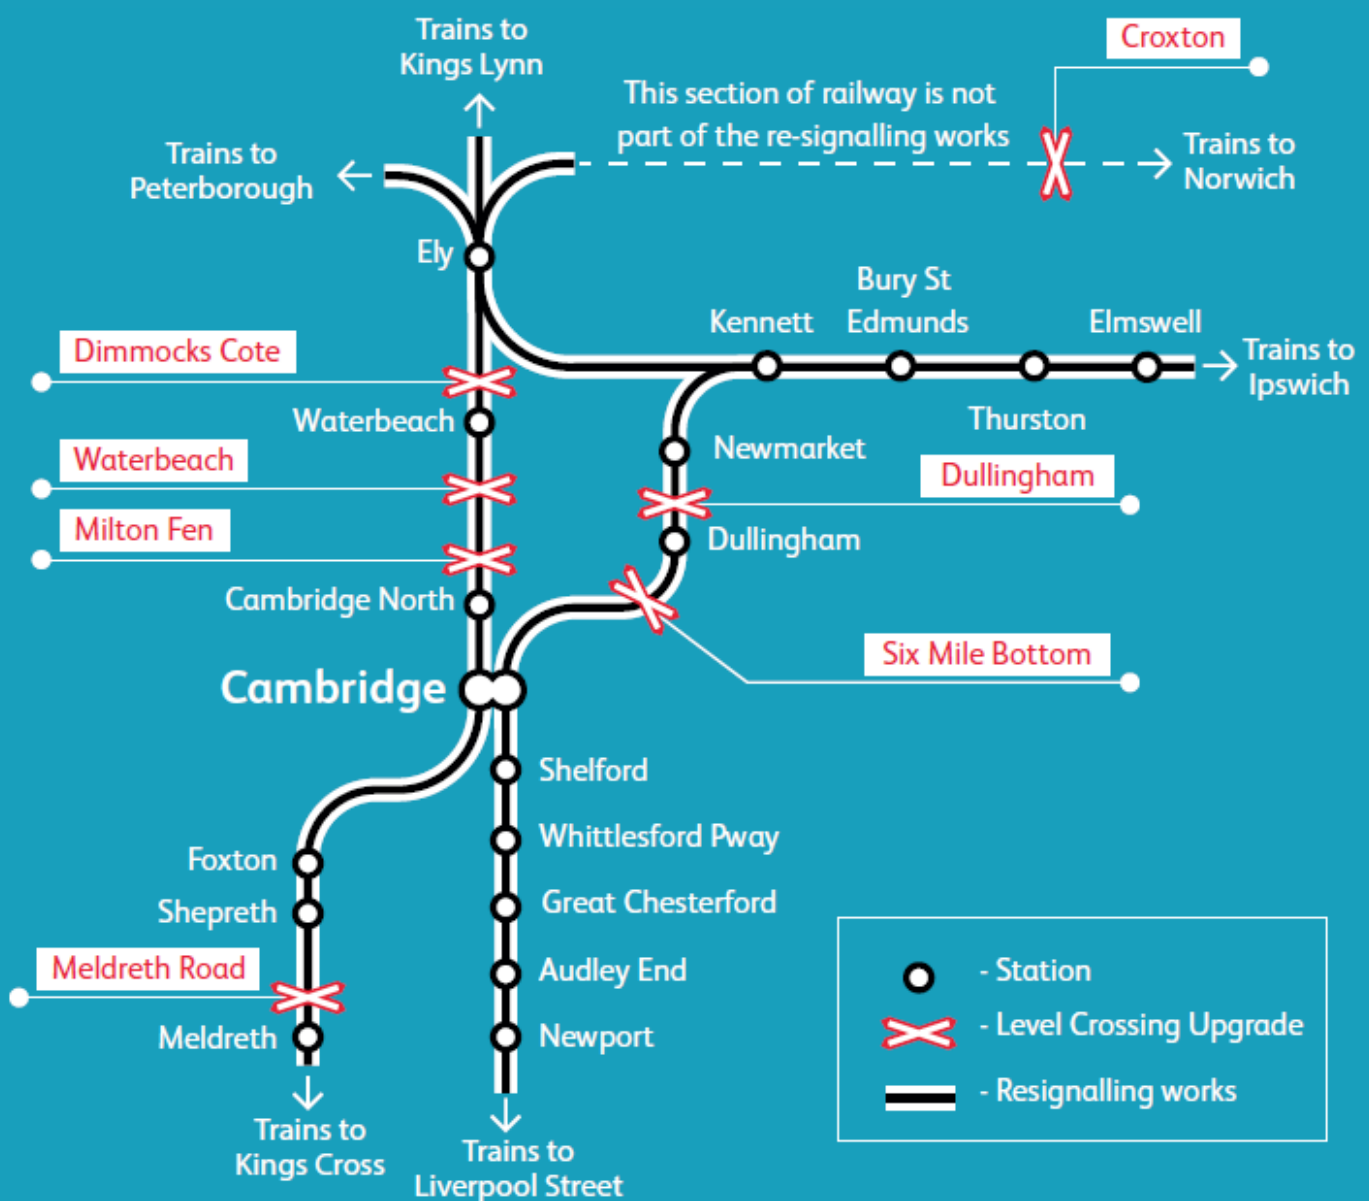 Trains to
Kings Lynn
Croxton
This section of railway is not
part of the re-signalling works
Trains to
Peterborough
Trains to
Norwich
Ely
Bury St
Edmunds
Kennett
Elmswell
Trains to
Ipswich
Dimmocks Cote
Waterbeach
Thurston
Newmarket
Waterbeach
Dullingham
Milton Fen
Dullingham
Cambridge North
Six Mile Bottom
Cambridge
Shelford
Whittlesford Pway
Foxton
Great Chesterford
Shepreth
Meldreth Road
Audley End
Meldreth
Newport
- Station
- Level Crossing Upgrade
- Resignalling works
Trains to
Kings Cross
Trains to
Liverpool Street